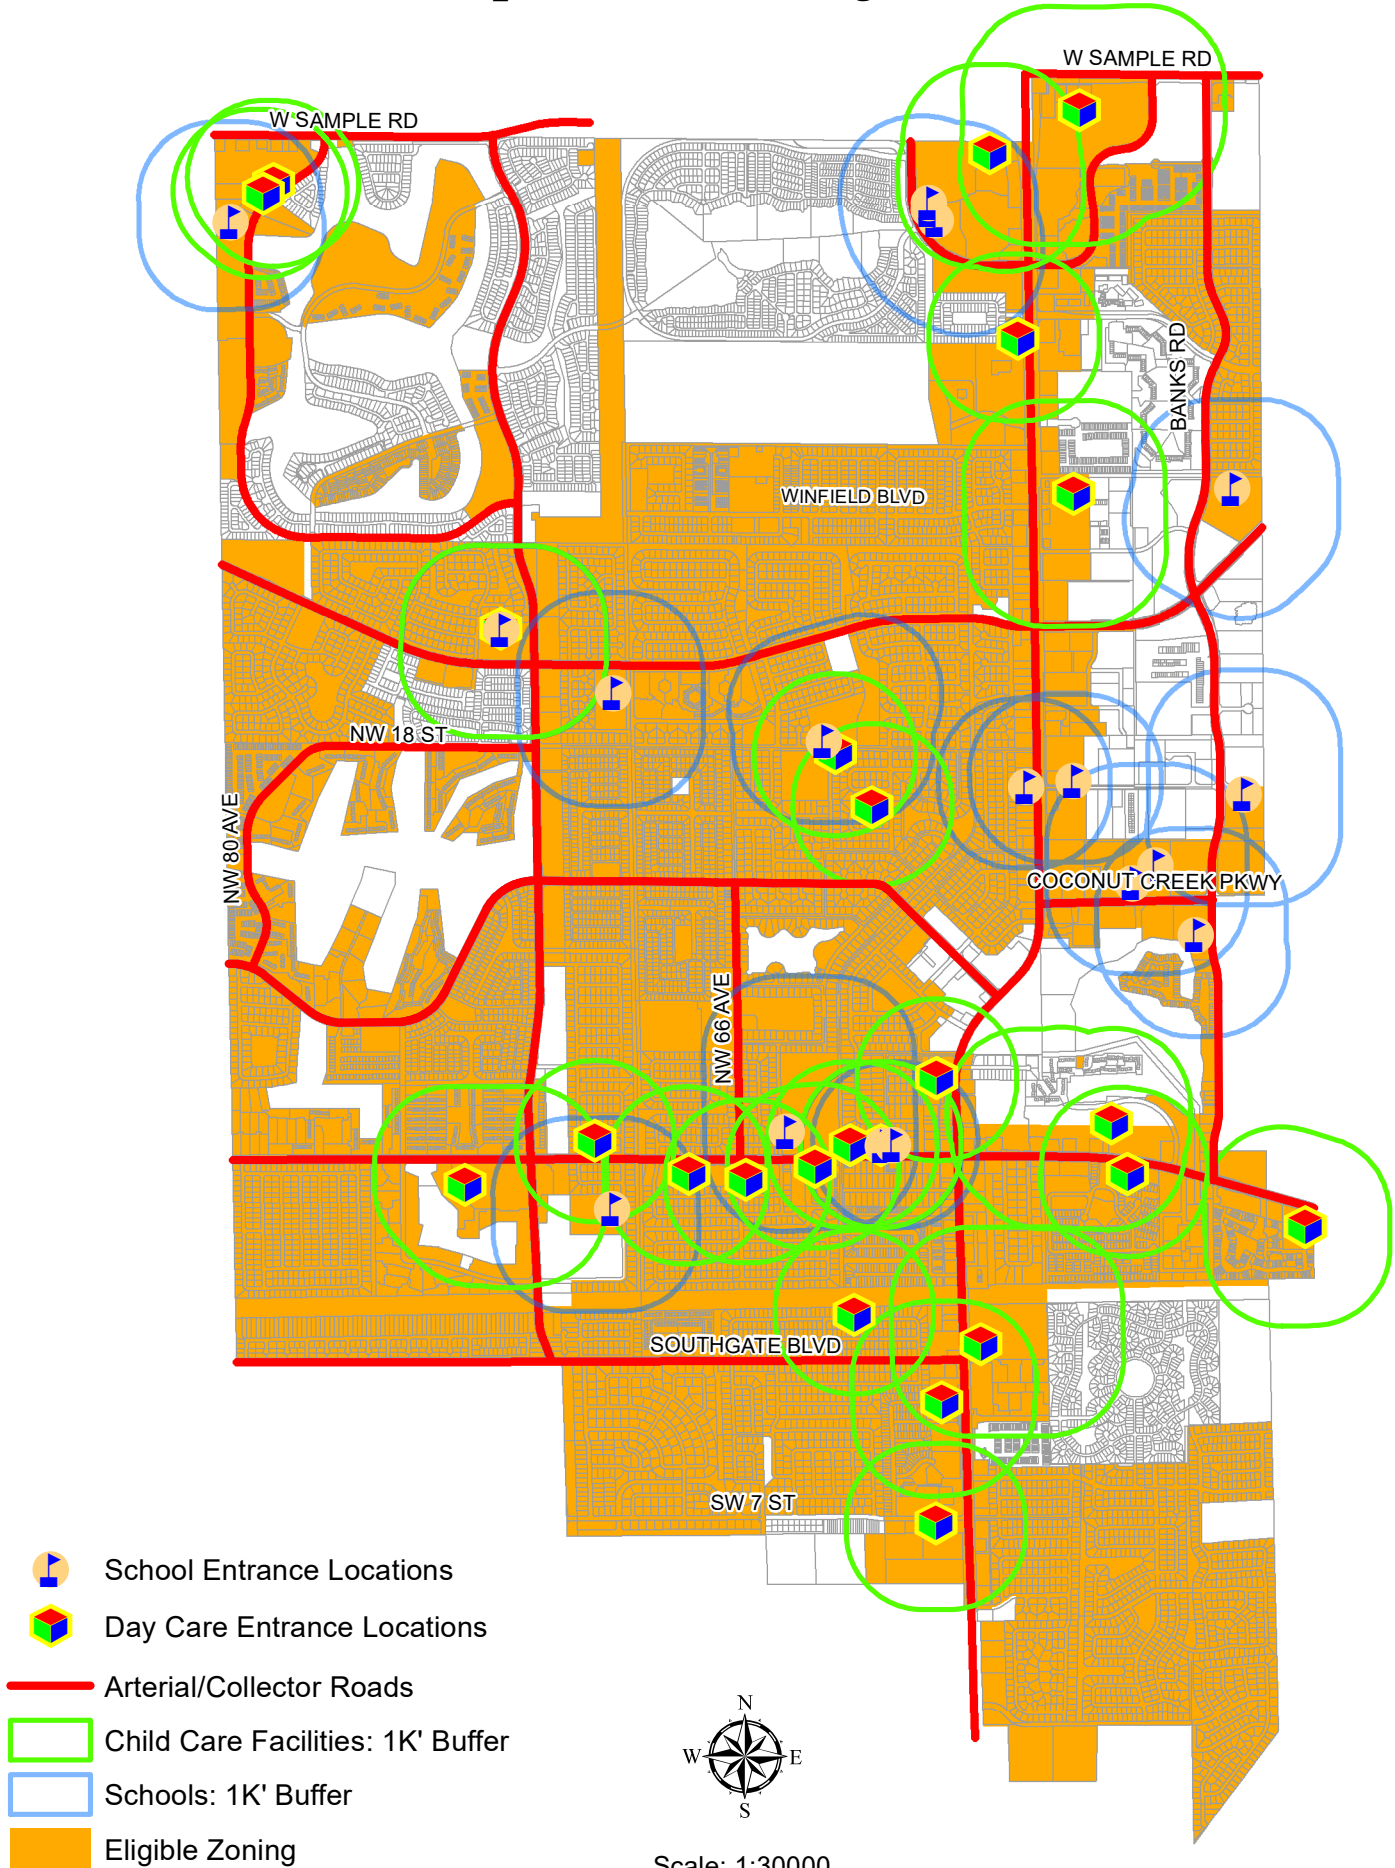 W SAMPLE RD
W SAMPLE RD
BANKS RD
WINFIELD BLVD
NW 18 ST
NW 80 AVE
COCONUT CREEK PKWY
NW 66 AVE
SOUTHGATE BLVD
SW 7 ST
School Entrance Locations
Day Care Entrance Locations
Arterial/Collector Roads
Child Care Facilities: 1K' Buffer
Schools: 1K' Buffer
Eligible Zoning
N
W E
S
Scale: 1:30000